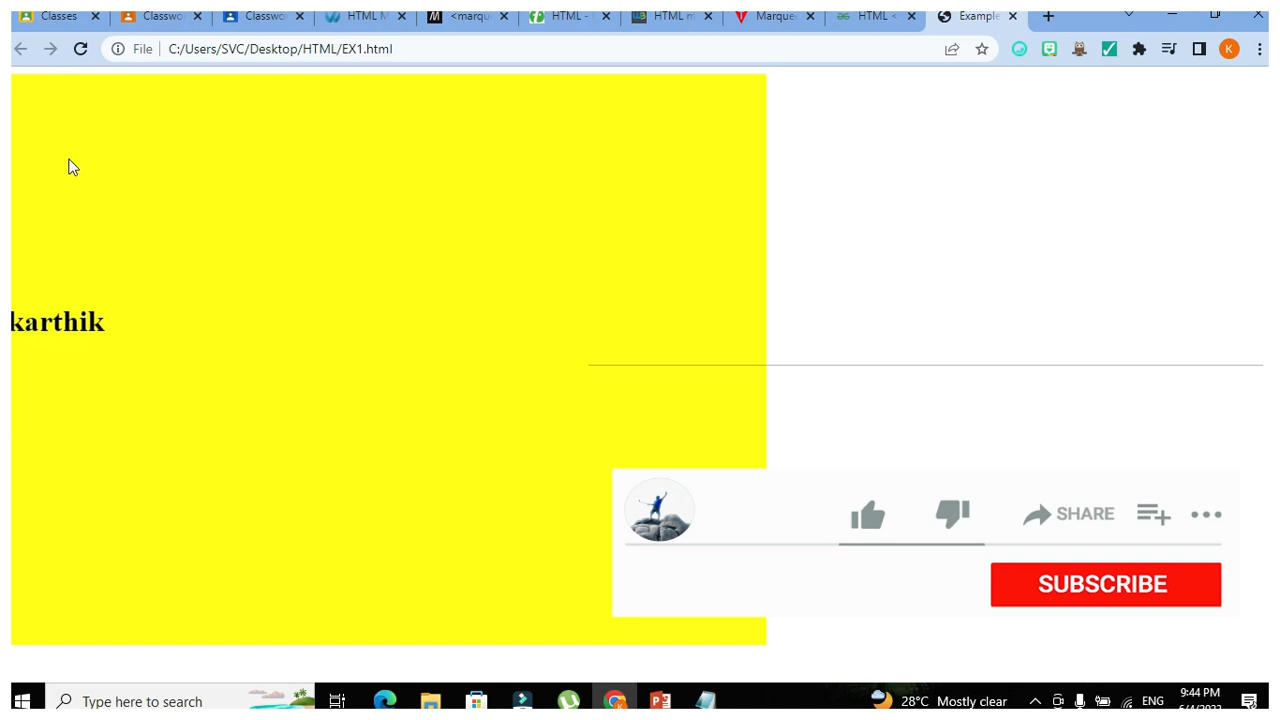 Classes Classwo Classwo HTML M <marqu HTML - HTML m Marque HTML < Example
File C:/Users/SVC/Desktop/HTML/EX1.html K
karthik
SHARE
SUBSCRIBE
Type here to search 28°C Mostly clear ENG 9:44 PM